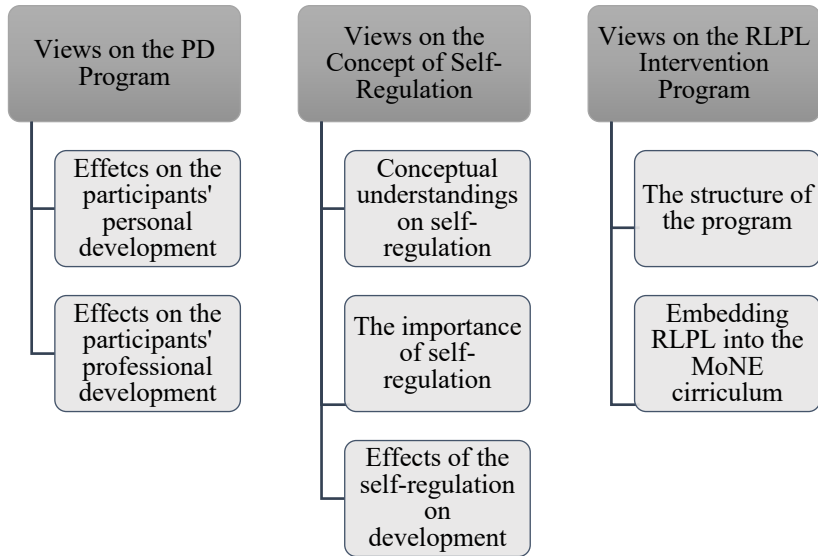 Views on the PD
Program
Effetcs on the
participants'
personal
development
Effects on the
participants'
professional
development
Views on the
Concept of Self-
Regulation
Conceptual
understandings
on self-
regulation
The importance
of self-
regulation
Effects of the
self-regulation
on
development
Views on the RLPL
Intervention
Program
The structure of
the program
Embedding
RLPL into the
MoNE
cirriculum